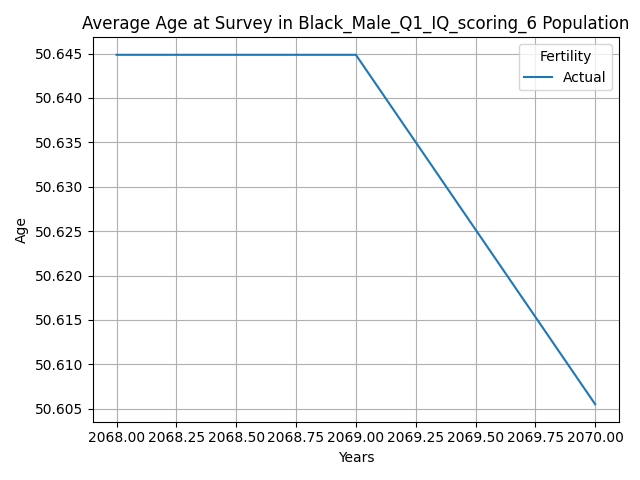 Average Age at Survey in Black_Male_Q1_IQ_scoring_6 Population
Fertility
Actual
50.645
50.640
50.635
50.630
50.625
50.620
50.615
50.610
50.605
Age
2068.00 2068.25 2068.50 2068.75 2069.00 2069.25 2069.50 2069.75 2070.00
Years